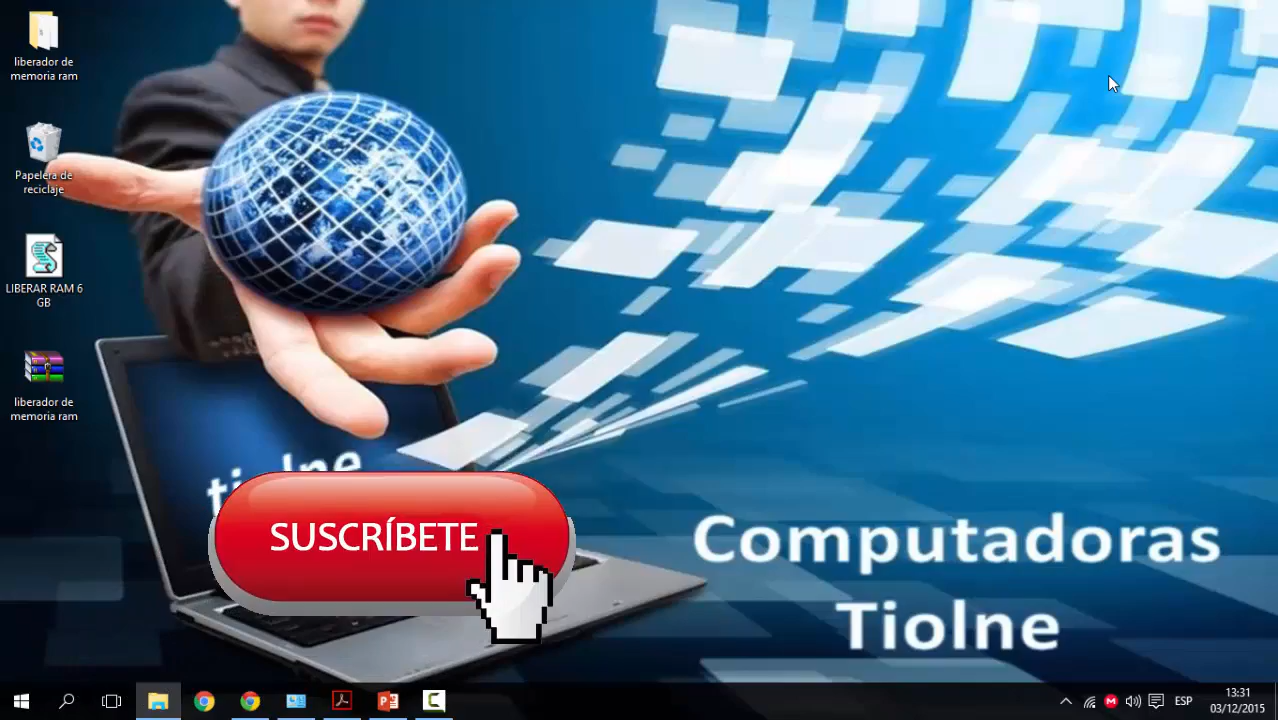 liberador de
memoria ram
Papelera de
reciclaje
LIBERAR RAM 6
GB
liberador de
memoria ram
tiolne
SUSCRÍBETE
Computadoras
Tiolne
ESP
13:31
03/12/2015